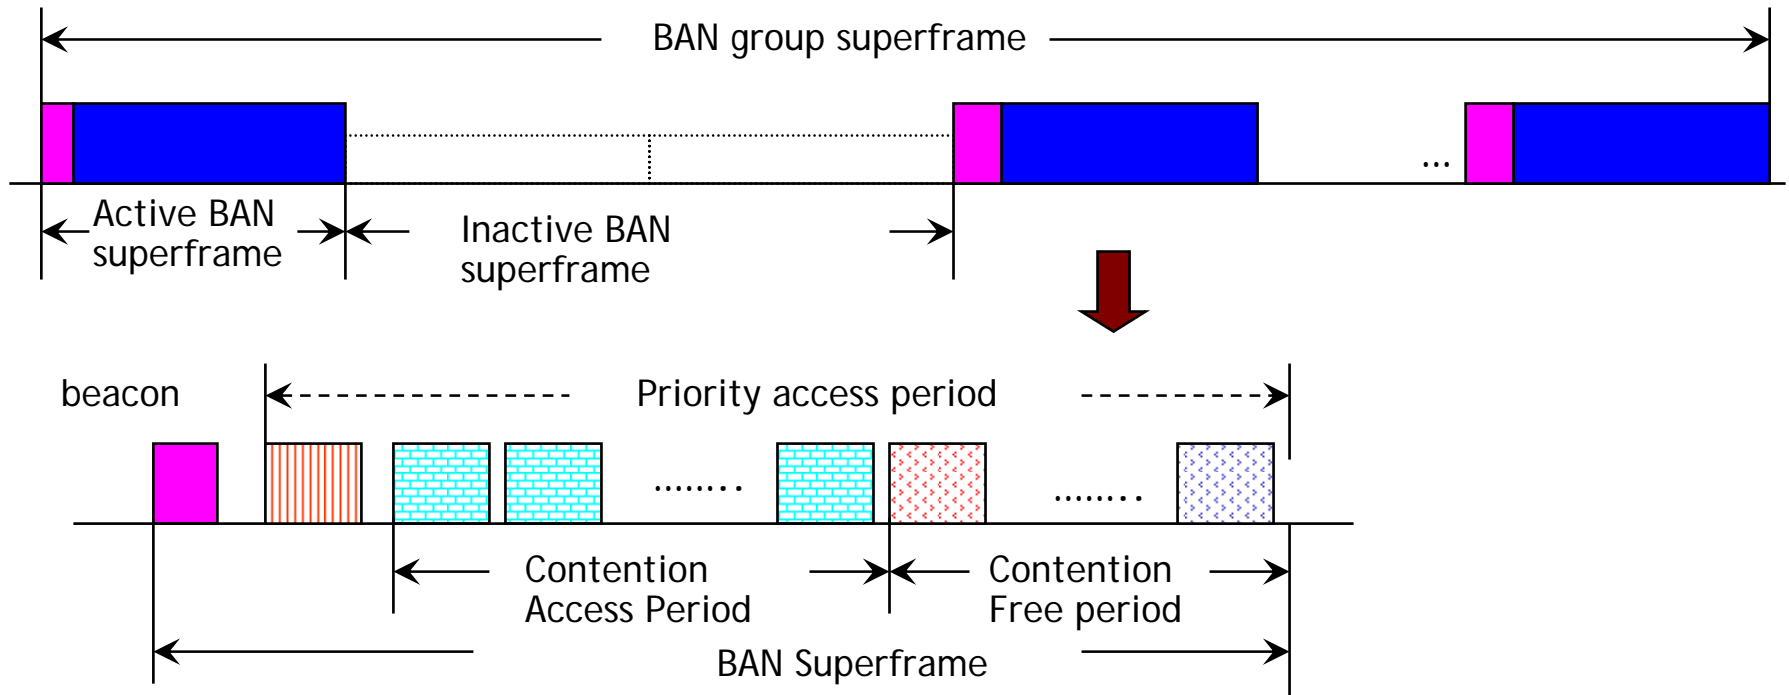 BAN group superframe
...
Active BAN
superframe
Inactive BAN
superframe
beacon
Priority access period
........
........
Contention
Access Period
Contention
Free period
BAN Superframe